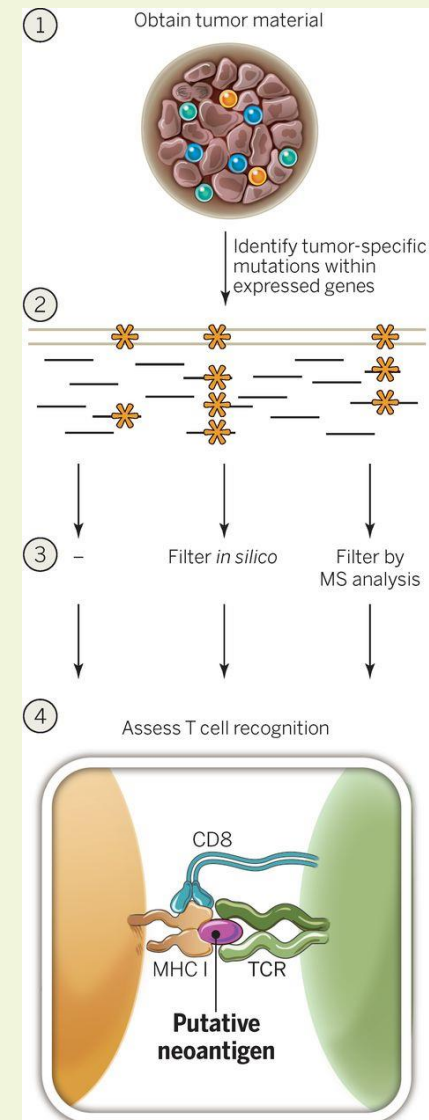 1
Obtain tumor material
Identify tumor-specific
mutations within
expressed genes
2
3
–
Filter in silico
Filter by
MS analysis
4
Assess T cell recognition
CD8
MHC I
TCR
Putative
neoantigen